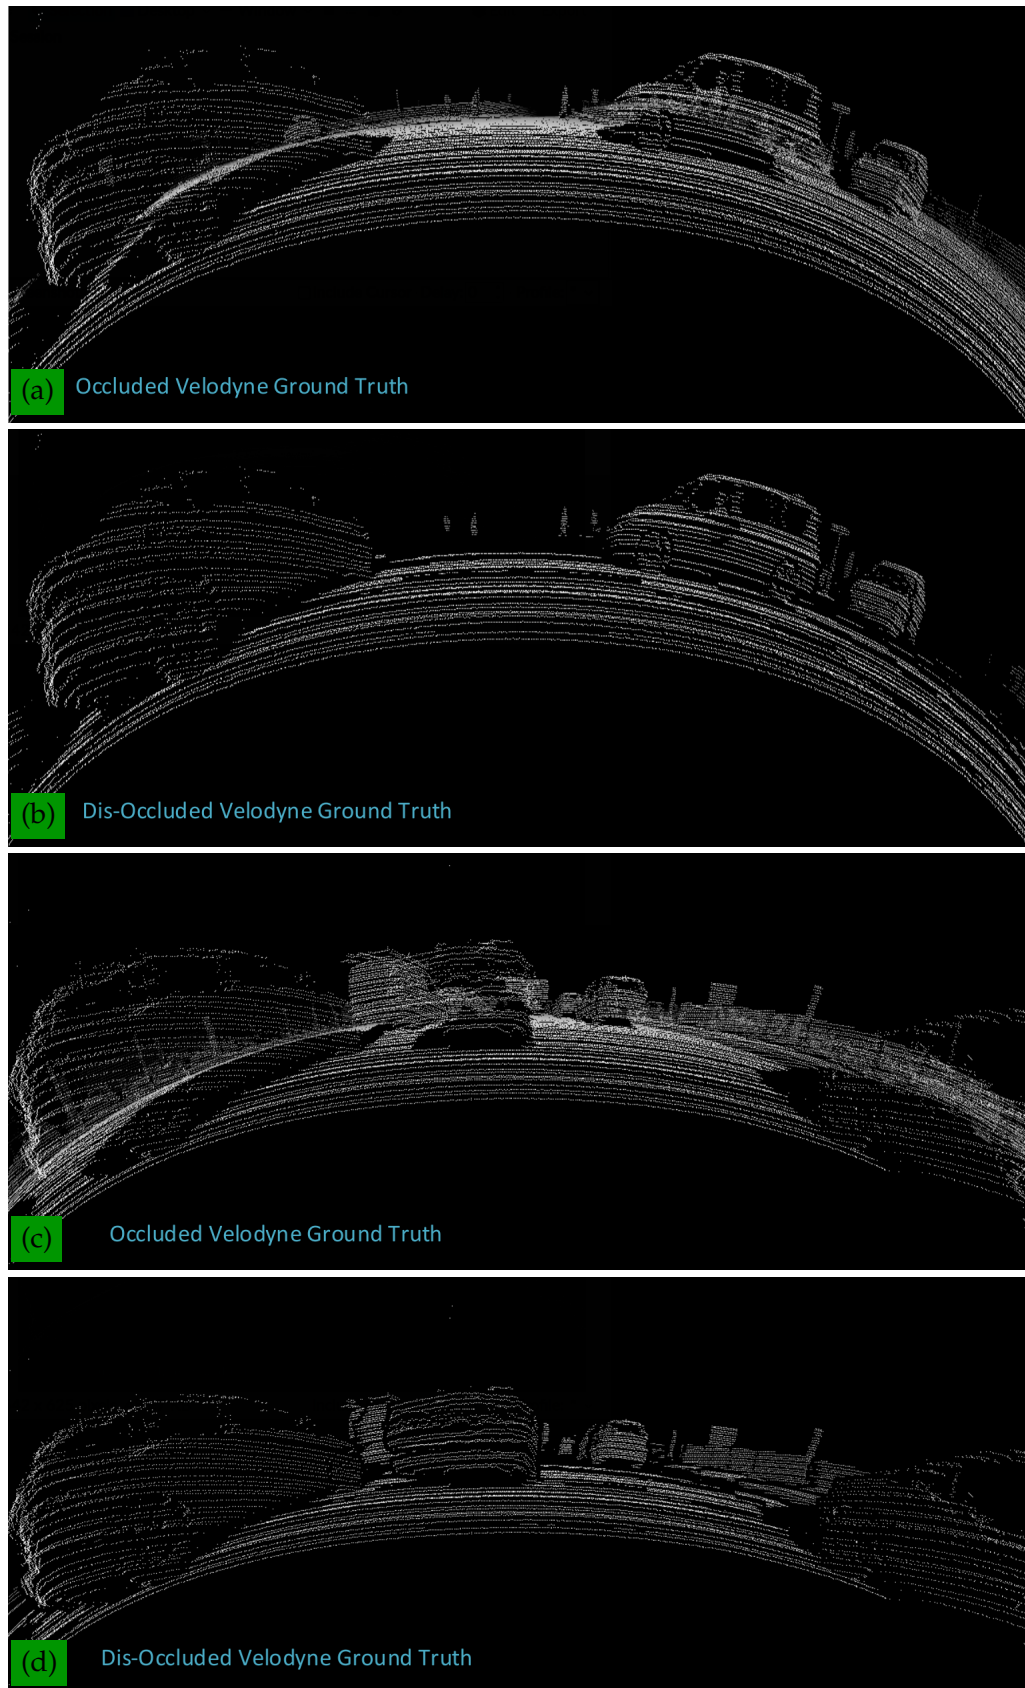 (a) Occluded Velodyne Ground Truth
(b) Dis-Occluded Velodyne Ground Truth
(c) Occluded Velodyne Ground Truth
(d) Dis-Occluded Velodyne Ground Truth